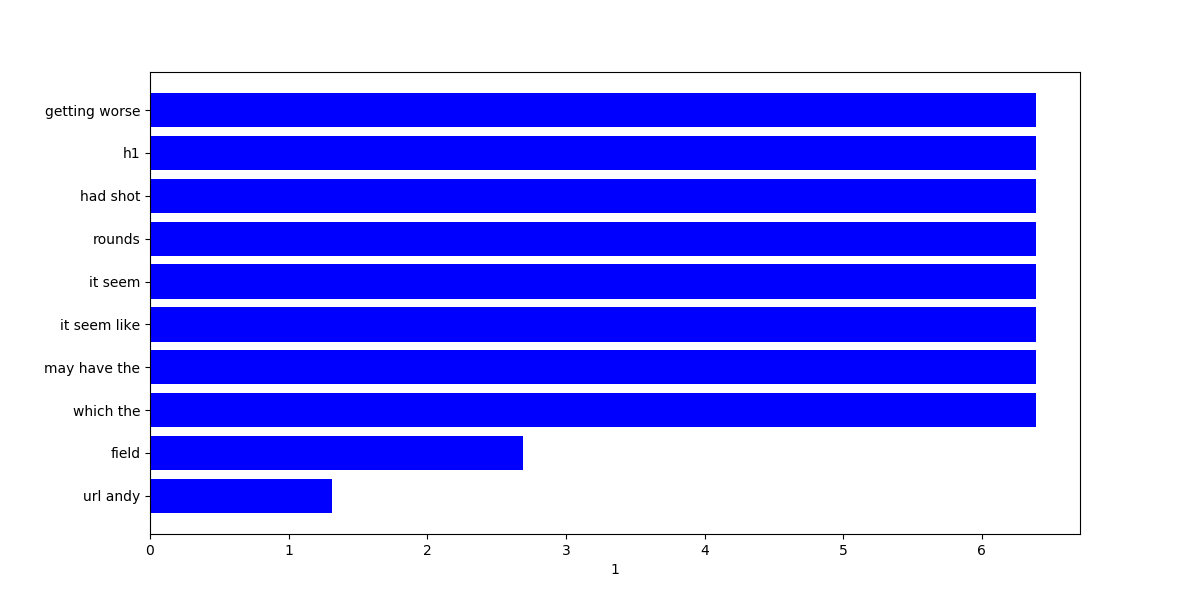 getting worse
h1
had shot
rounds
it seem
it seem like
may have the
which the
field
url andy
0 1 2 3 4 5 6
1